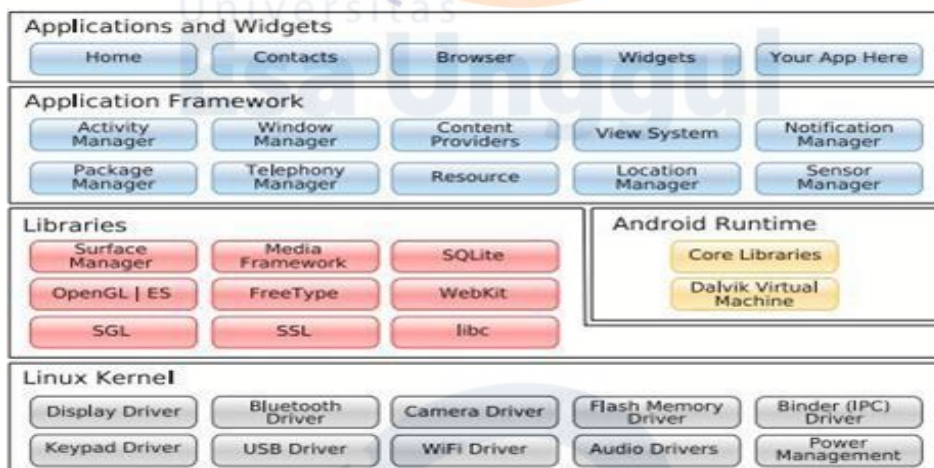 Universitas
Esa Unggul
Applications and Widgets
Home
Contacts
Browser
Widgets
Your App Here
Application Framework
Activity
Manager
Window
Manager
Content
Providers
View System
Notification
Manager
Package
Manager
Telephony
Manager
Resource
Location
Manager
Sensor
Manager
Libraries
Surface
Manager
Media
Framework
SQLite
OpenGL | ES
FreeType
WebKit
SGL
SSL
libc
Android Runtime
Core Libraries
Dalvik Virtual
Machine
Linux Kernel
Display Driver
Bluetooth
Driver
Camera Driver
Flash Memory
Driver
Binder (IPC)
Driver
Keypad Driver
USB Driver
WiFi Driver
Audio Drivers
Power
Management